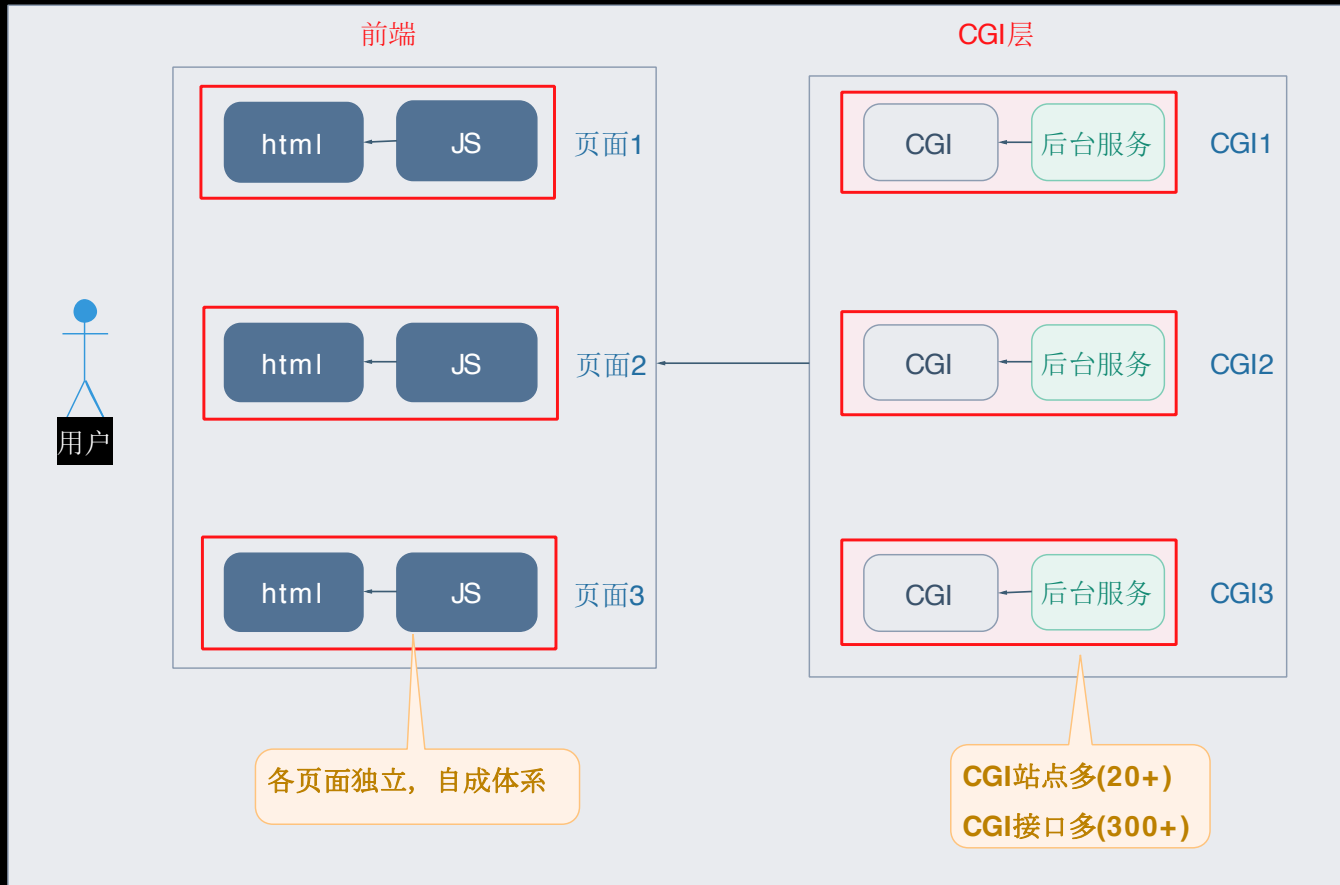 前端
CGI层
html
JS
页面1
CGI
后台服务
CGI1
html
JS
页面2
CGI
后台服务
CGI2
用户
html
JS
页面3
CGI
后台服务
CGI3
各页面独立，自成体系
CGI站点多(20+)
CGI接口多(300+)